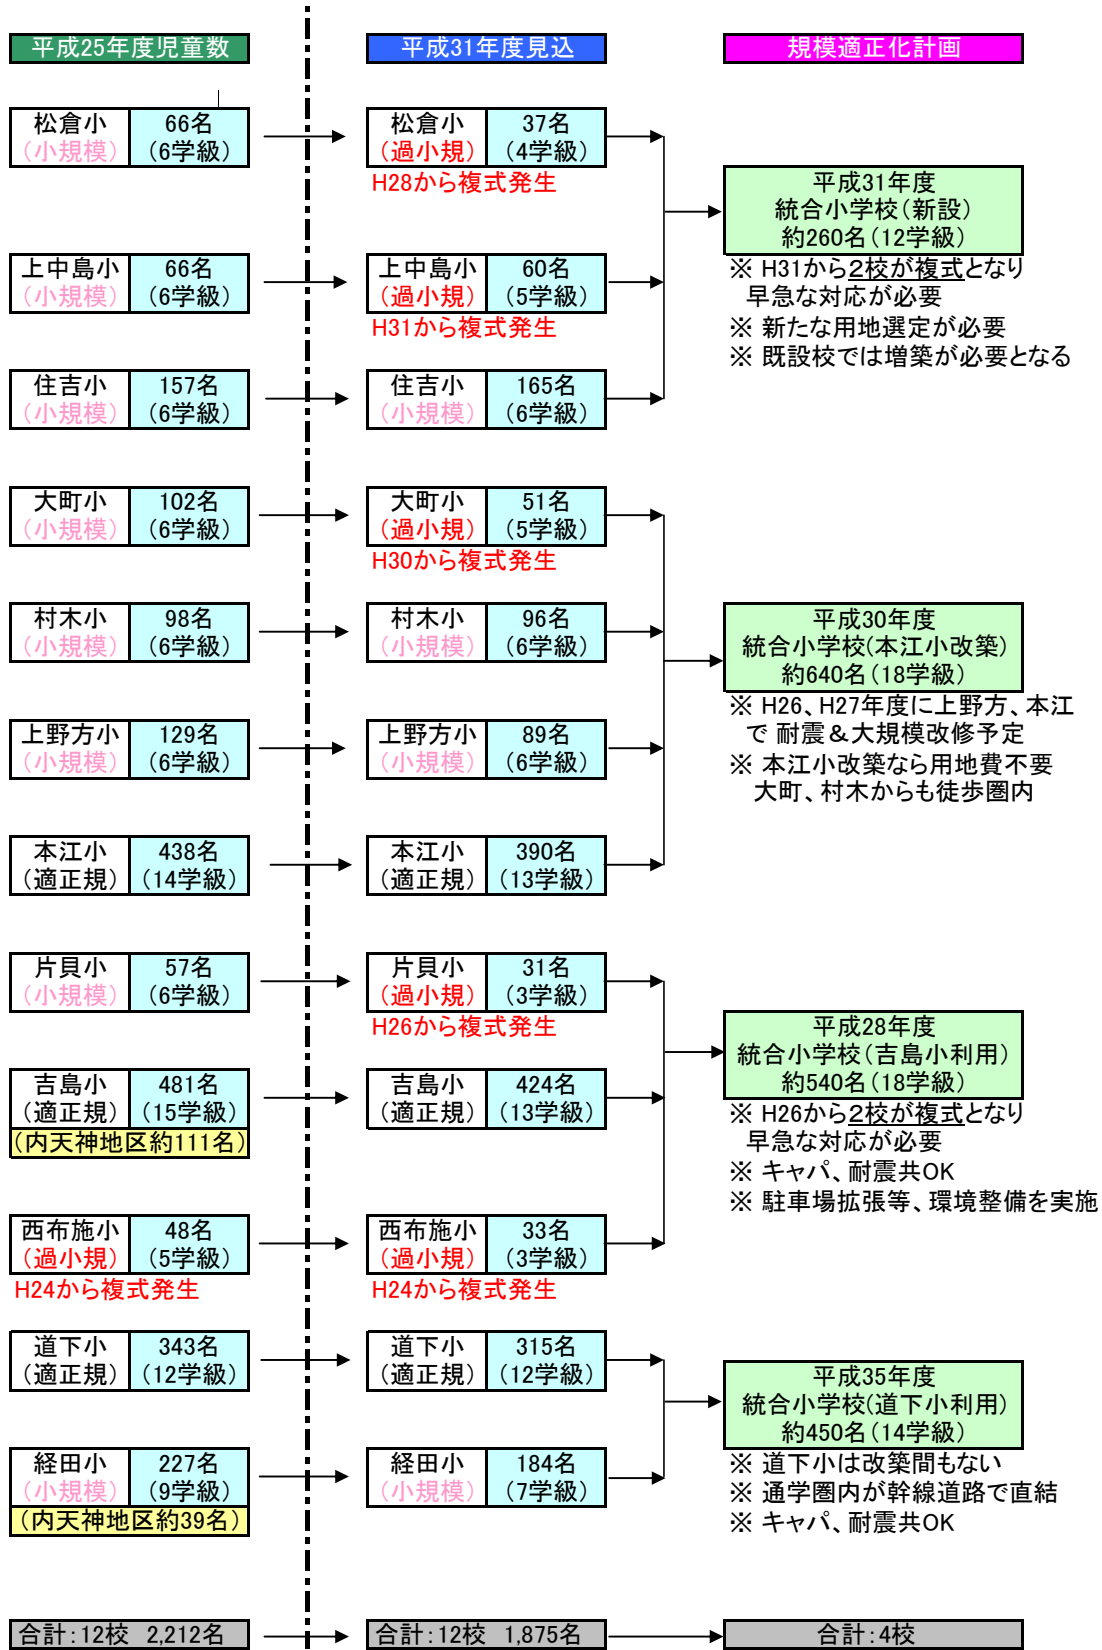 平成25年度児童数
平成31年度見込
規模適正化計画
松倉小 66名
（小規模） （6学級）
松倉小 37名
（過小規） （4学級）
H28から複式発生
平成31年度
統合小学校（新設）
約260名（12学級）
※ H31から２校が複式となり
早急な対応が必要
※ 新たな用地選定が必要
※ 既設校では増築が必要となる
上中島小 66名
（小規模） （6学級）
上中島小 60名
（過小規） （5学級）
H31から複式発生
住吉小 157名
（小規模） （6学級）
住吉小 165名
（小規模） （6学級）
大町小 102名
（小規模） （6学級）
大町小 51名
（過小規） （5学級）
H30から複式発生
村木小 98名
（小規模） （6学級）
村木小 96名
（小規模） （6学級）
平成30年度
統合小学校（本江小改築）
約640名（18学級）
※ H26、H27年度に上野方、本江
で 耐震＆大規模改修予定
※ 本江小改築なら用地費不要
大町、村木からも徒歩圏内
上野方小 129名
（小規模） （6学級）
上野方小 89名
（小規模） （6学級）
本江小 438名
（適正規） （14学級）
本江小 390名
（適正規） （13学級）
片貝小 57名
（小規模） （6学級）
片貝小 31名
（過小規） （3学級）
H26から複式発生
平成28年度
統合小学校（吉島小利用）
約540名（18学級）
※ H26から２校が複式となり
早急な対応が必要
※ キャパ、耐震共OK
※ 駐車場拡張等、環境整備を実施
吉島小 481名
（適正規） （15学級）
（内天神地区約111名）
吉島小 424名
（適正規） （13学級）
西布施小 48名
（過小規） （5学級）
H24から複式発生
西布施小 33名
（過小規） （3学級）
H24から複式発生
道下小 343名
（適正規） （12学級）
道下小 315名
（適正規） （12学級）
平成35年度
統合小学校（道下小利用）
約450名（14学級）
※ 道下小は改築間もない
※ 通学圏内が幹線道路で直結
※ キャパ、耐震共OK
経田小 227名
（小規模） （9学級）
（内天神地区約39名）
経田小 184名
（小規模） （7学級）
合計：12校 2,212名
合計：12校 1,875名
合計：4校